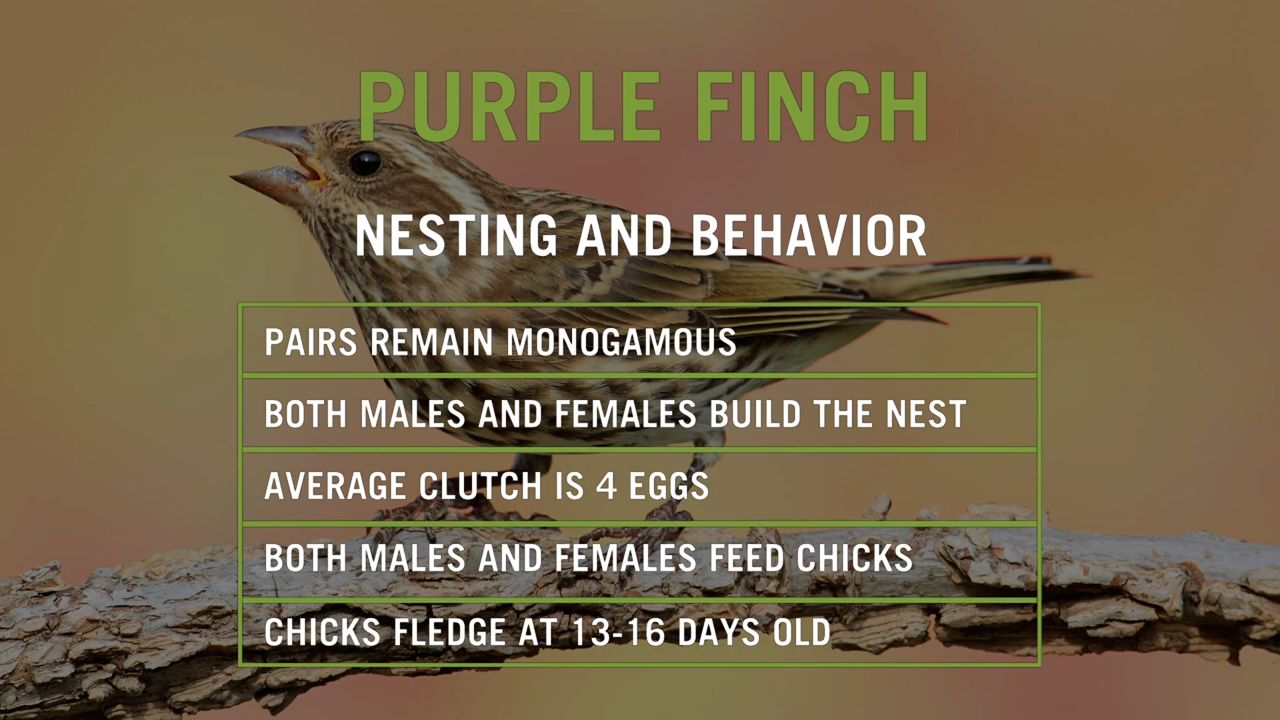 PURPLE FINCH
NESTING AND BEHAVIOR
PAIRS REMAIN MONOGAMOUS
BOTH MALES AND FEMALES BUILD THE NEST
AVERAGE CLUTCH IS 4 EGGS
BOTH MALES AND FEMALES FEED CHICKS
CHICKS FLEDGE AT 13-16 DAYS OLD